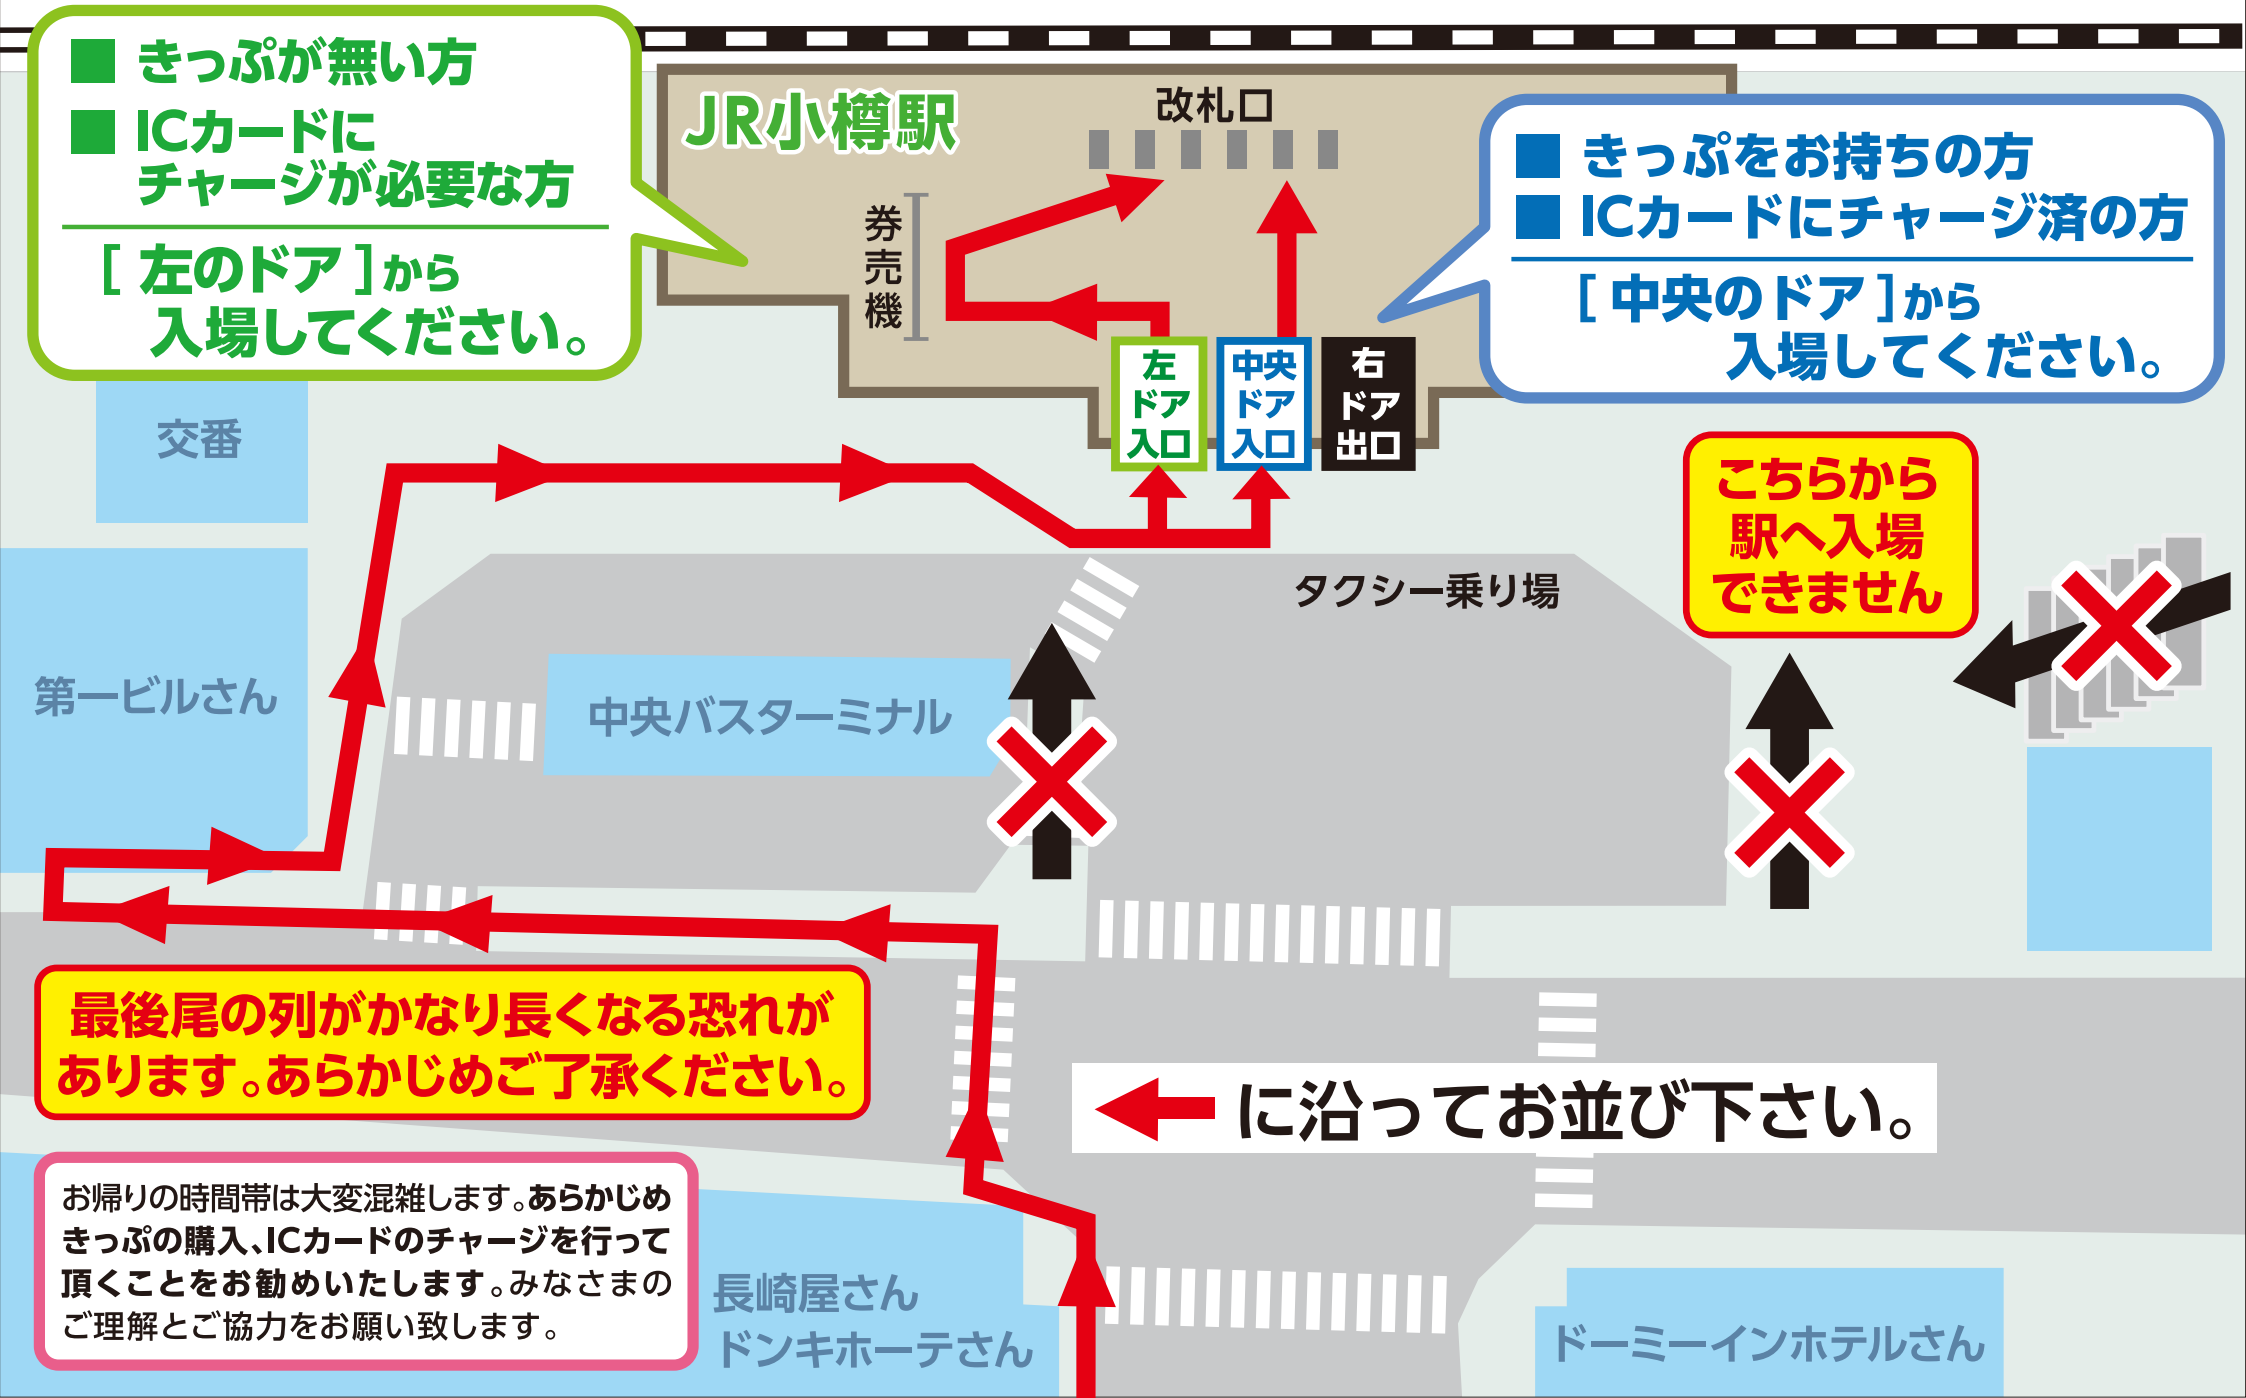 ■ きっぷが無い方
■ ICカードに
チャージが必要な方
[ 左のドア ]から
入場してください。
JR小樽駅
改札口
券売機
■ きっぷをお持ちの方
■ ICカードにチャージ済の方
[ 中央のドア ]から
入場してください。
左
ドア
入口
中央
ドア
入口
右
ドア
出口
交番
こちらから
駅へ入場
できません
タクシー乗り場
第一ビルさん
中央バスターミナル
最後尾の列がかなり長くなる恐れが
あります。あらかじめご了承ください。
に沿ってお並び下さい。
お帰りの時間帯は大変混雑します。あらかじめ
きっぷの購入、ICカードのチャージを行って
頂くことをお勧めいたします。みなさまの
ご理解とご協力をお願い致します。
長崎屋さん
ドンキホーテさん
ドーミーインホテルさん